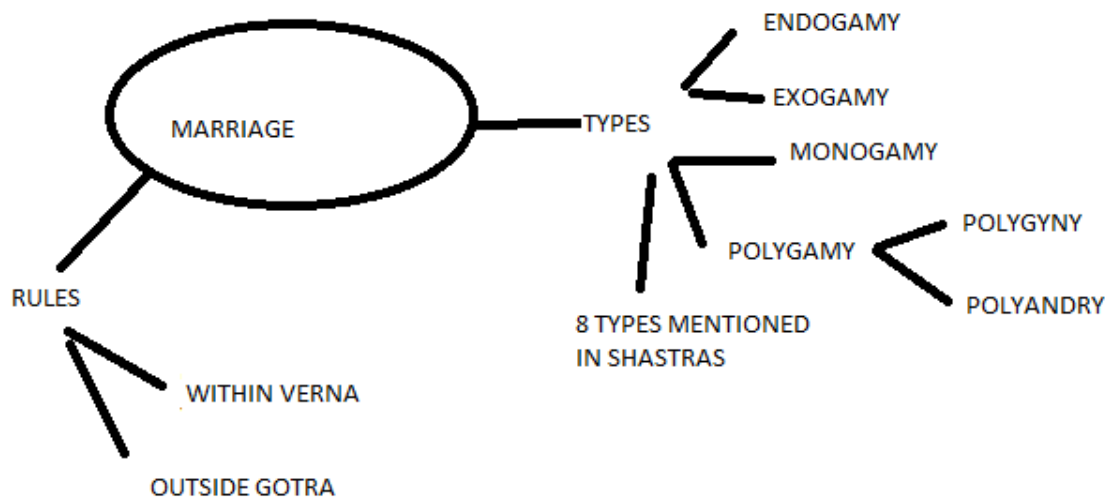 ENDOGAMY
EXOGAMY
MARRIAGE
TYPES
MONOGAMY
POLYGYNY
POLYGAMY
POLYANDRY
RULES
8 TYPES MENTIONED
IN SHASTRAS
WITHIN VERNA
OUTSIDE GOTRA